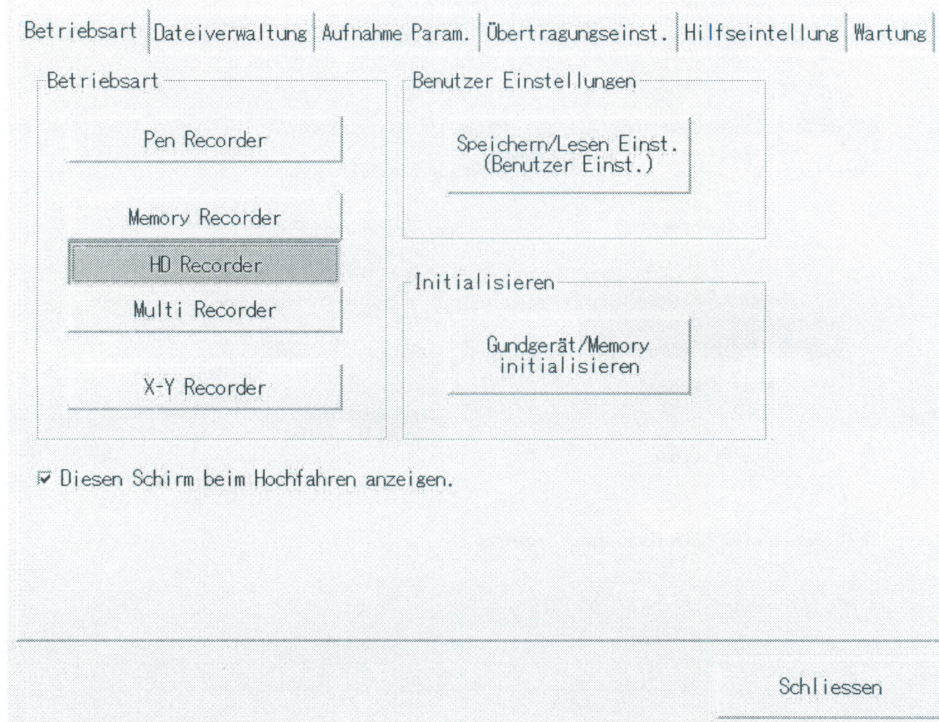 Betriebsart Dateiverwaltung Aufnahme Param. Übertragungseinst. Hilfseintellung Wartung
Betriebsart
Pen Recorder
Memory Recorder
HD Recorder
Multi Recorder
X-Y Recorder
Benutzer Einstellungen
Speichern/Lesen Einst.
(Benutzer Einst.)
Initialisieren
Gundgerät/Memory
initialisieren
Diesen Schirm beim Hochfahren anzeigen.
Schliessen